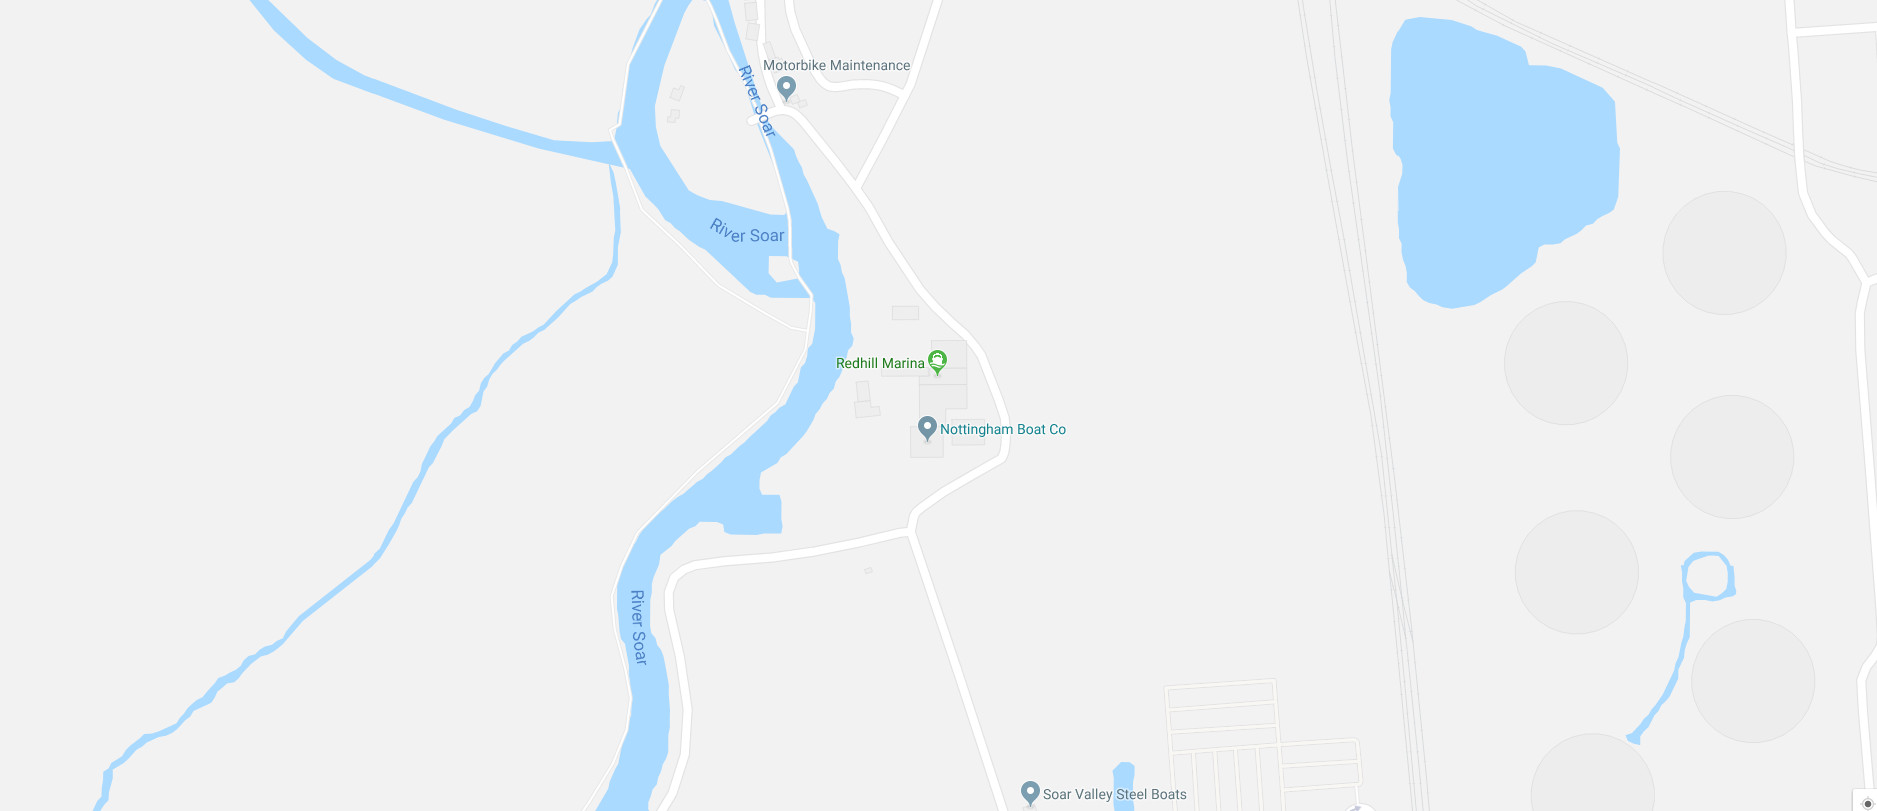 Motorbike Maintenance
River Soar
River Soar
Redhill Marina
Nottingham Boat Co
River Soar
Soar Valley Steel Boats